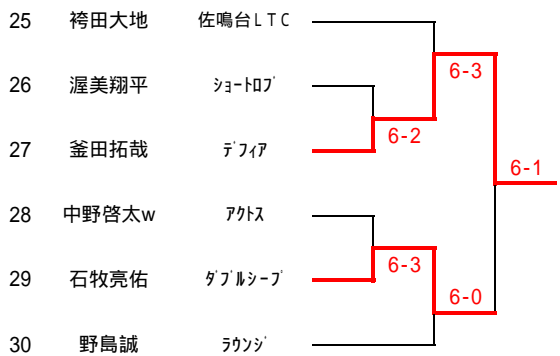 25 袴田大地 佐鳴台LTC
6-3
26 渥美翔平 ショートロブ
6-2
27 釜田拓哉 デフィア
6-1
28 中野啓太w アクトス
6-3
29 石牧亮佑 ダブルシープ
6-0
30 野島誠 ラウンジ